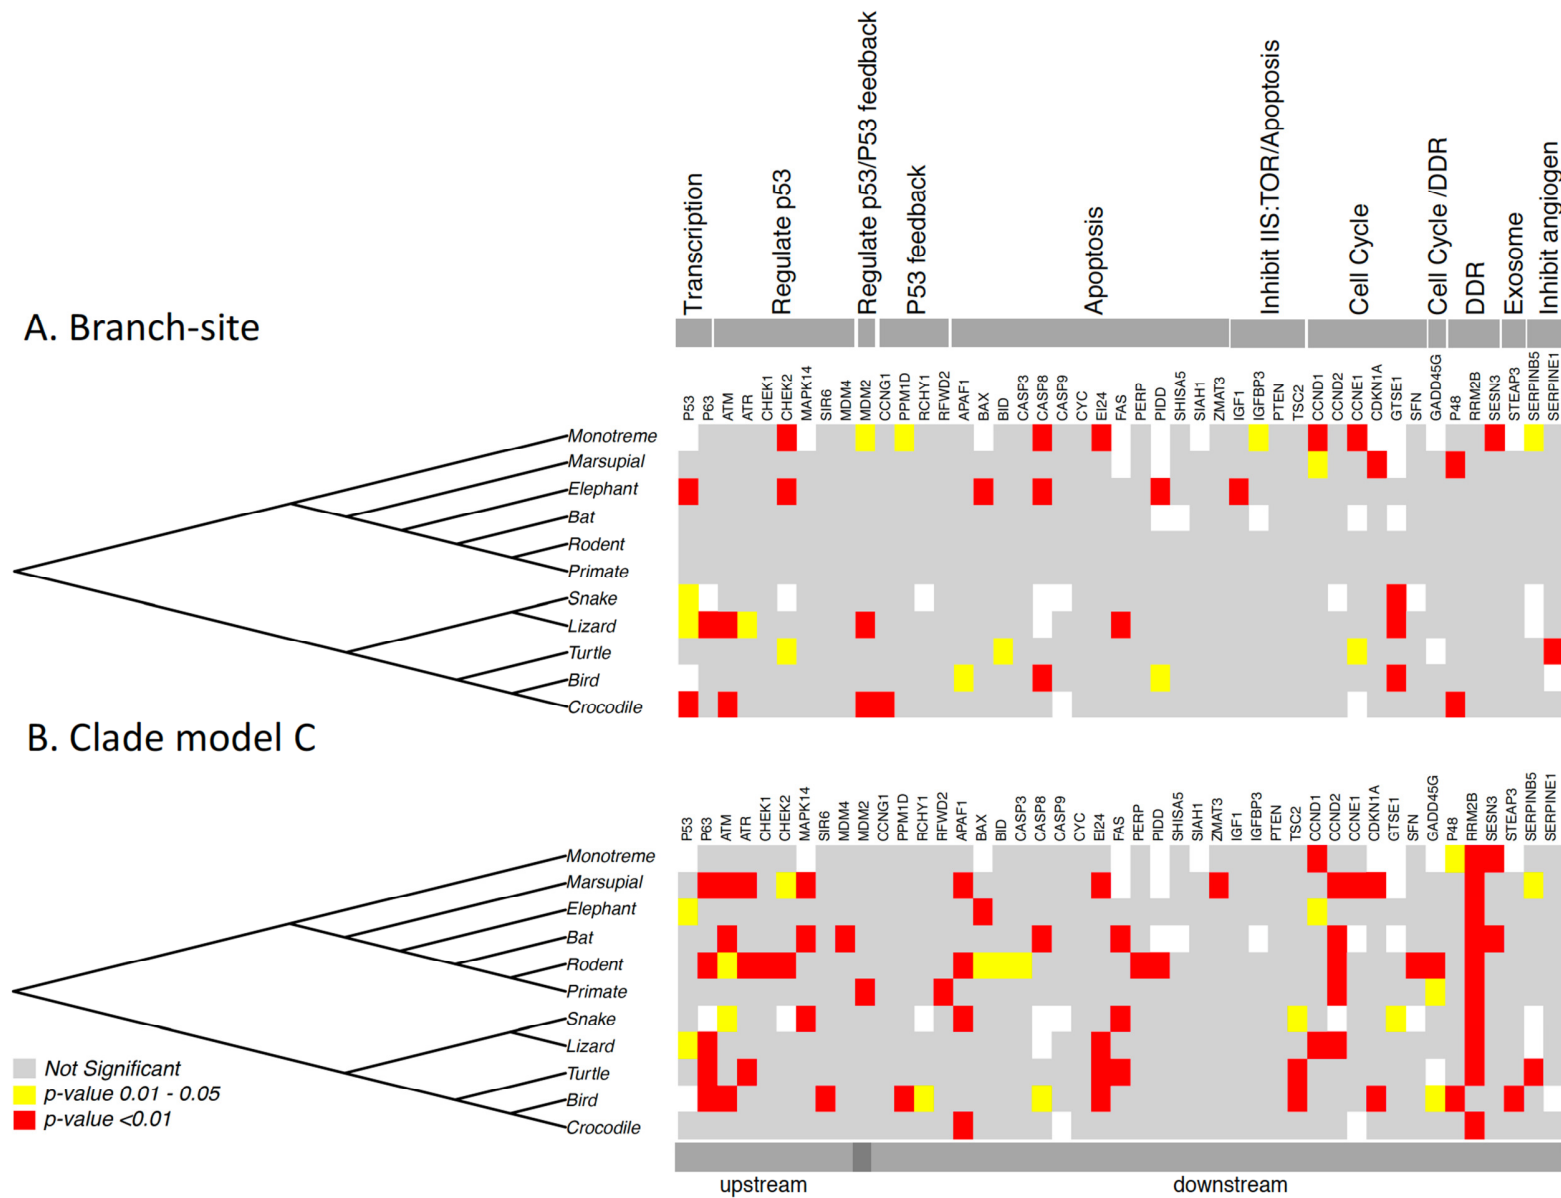 Transcription
Regulate p53
Regulate p53/P53 feedback
P53 feedback
Apoptosis
Inhibit IIS:TOR/Apoptosis
Cell Cycle
Cell Cycle /DDR
DDR
Exosome
Inhibit angiogen
A. Branch-site
P53
P63
ATM
ATR
CHEK1
CHEK2
MAPK14
SIR6
MDM4
MDM2
CCNG1
PPM1D
RCHY1
RFWD2
APAF1
BAX
BID
CASP3
CASP8
CASP9
CYC
EI24
FAS
PERP
PIDD
SHISA5
SIAH1
ZMAT3
IGF1
IGFBP3
PTEN
TSC2
CCND1
CCND2
CCNE1
CDKN1A
GTSE1
SFN
GADD45G
P48
RRM2B
SESN3
STEAP3
SERPINB5
SERPINE1
Monotreme
Marsupial
Elephant
Bat
Rodent
Primate
Snake
Lizard
Turtle
Bird
Crocodile
B. Clade model C
P53
P63
ATM
ATR
CHEK1
CHEK2
MAPK14
SIR6
MDM4
MDM2
CCNG1
PPM1D
RCHY1
RFWD2
APAF1
BAX
BID
CASP3
CASP8
CASP9
CYC
EI24
FAS
PERP
PIDD
SHISA5
SIAH1
ZMAT3
IGF1
IGFBP3
PTEN
TSC2
CCND1
CCND2
CCNE1
CDKN1A
GTSE1
SFN
GADD45G
P48
RRM2B
SESN3
STEAP3
SERPINB5
SERPINE1
Monotreme
Marsupial
Elephant
Bat
Rodent
Primate
Snake
Lizard
Turtle
Bird
Crocodile
Not Significant
p-value 0.01 - 0.05
p-value <0.01
upstream
downstream